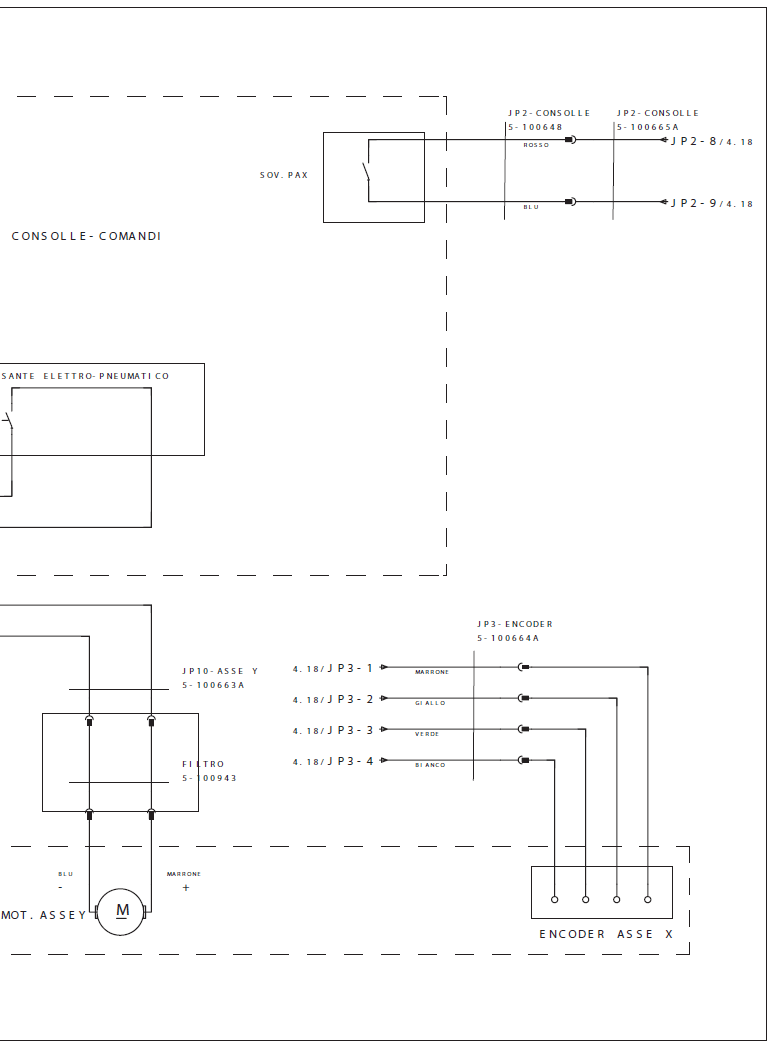 JP2-CONSOLLE
5-100648
JP2-CONSOLLE
5-100665A
ROSSO
JP2-8/4.18
SOV.PAX
BLU
JP2-9/4.18
CONSOLLE-COMANDI
SANTE ELETTRO-PNEUMATICO
JP3-ENCODER
5-100664A
JP10-ASSE Y
5-100663A
4.18/JP3-1
MARRONE
4.18/JP3-2
GIALLO
4.18/JP3-3
VERDE
4.18/JP3-4
BIANCO
FILTRO
5-100943
BLU
-
MARRONE
+
MOT. ASSEY
M
ENCODER ASSE X